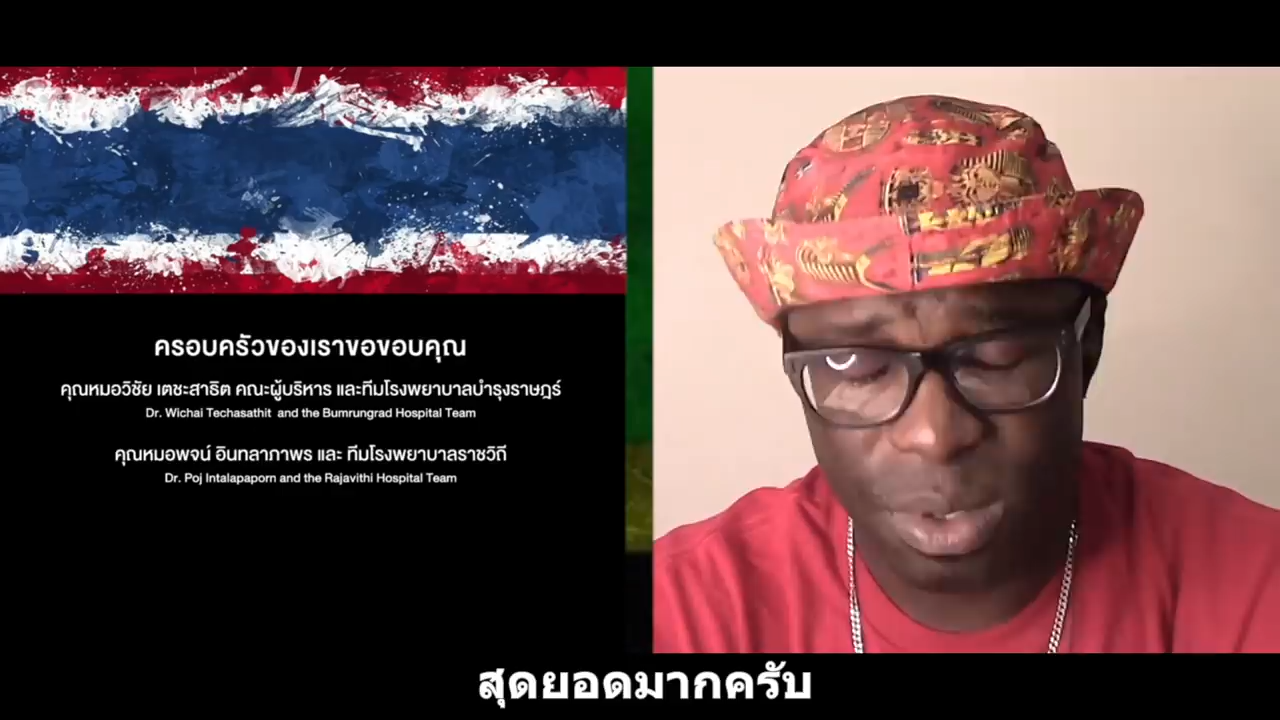 ครอบครัวของเราขอขอบคุณ
คุณหมอวิชัย เตชะสาธิต คณะผู้บริหาร และทีมโรงพยาบาลบำรุงราษฎร์
Dr. Wichai Techasathit and the Bumrungrad Hospital Team
คุณหมอพจน์ อินทลาภาพร และ ทีมโรงพยาบาลราชวิถี
Dr. Poj Intalapaporn and the Rajavithi Hospital Team
สุดยอดมากครับ